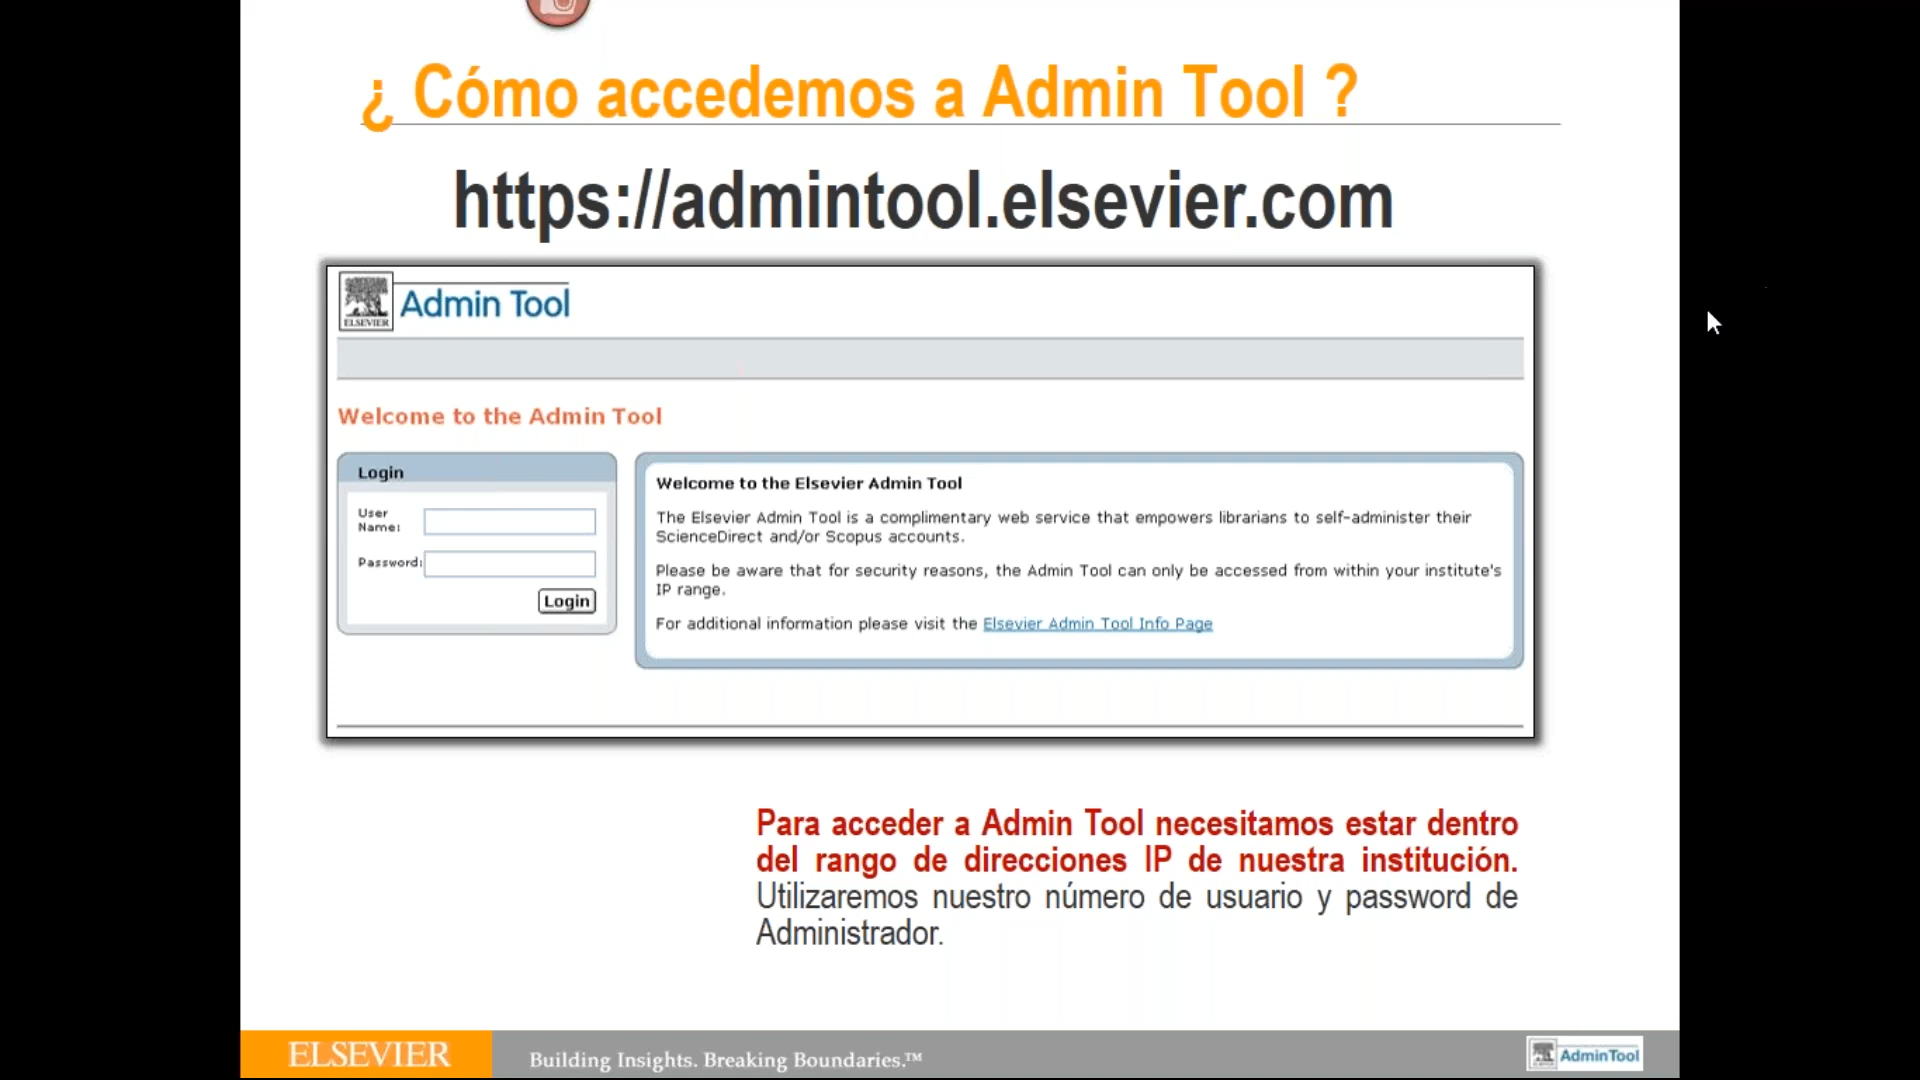 ¿ Cómo accedemos a Admin Tool ?
https://admintool.elsevier.com
ELSEVIER
Admin Tool
Welcome to the Admin Tool
Login
User
Name:
Password:
Login
Welcome to the Elsevier Admin Tool
The Elsevier Admin Tool is a complimentary web service that empowers librarians to self-administer their
ScienceDirect and/or Scopus accounts.
Please be aware that for security reasons, the Admin Tool can only be accessed from within your institute's
IP range.
For additional information please visit the Elsevier Admin Tool Info Page
Para acceder a Admin Tool necesitamos estar dentro
del rango de direcciones IP de nuestra institución.
Utilizaremos nuestro número de usuario y password de
Administrador.
ELSEVIER
Building Insights. Breaking Boundaries.™
AdminTool